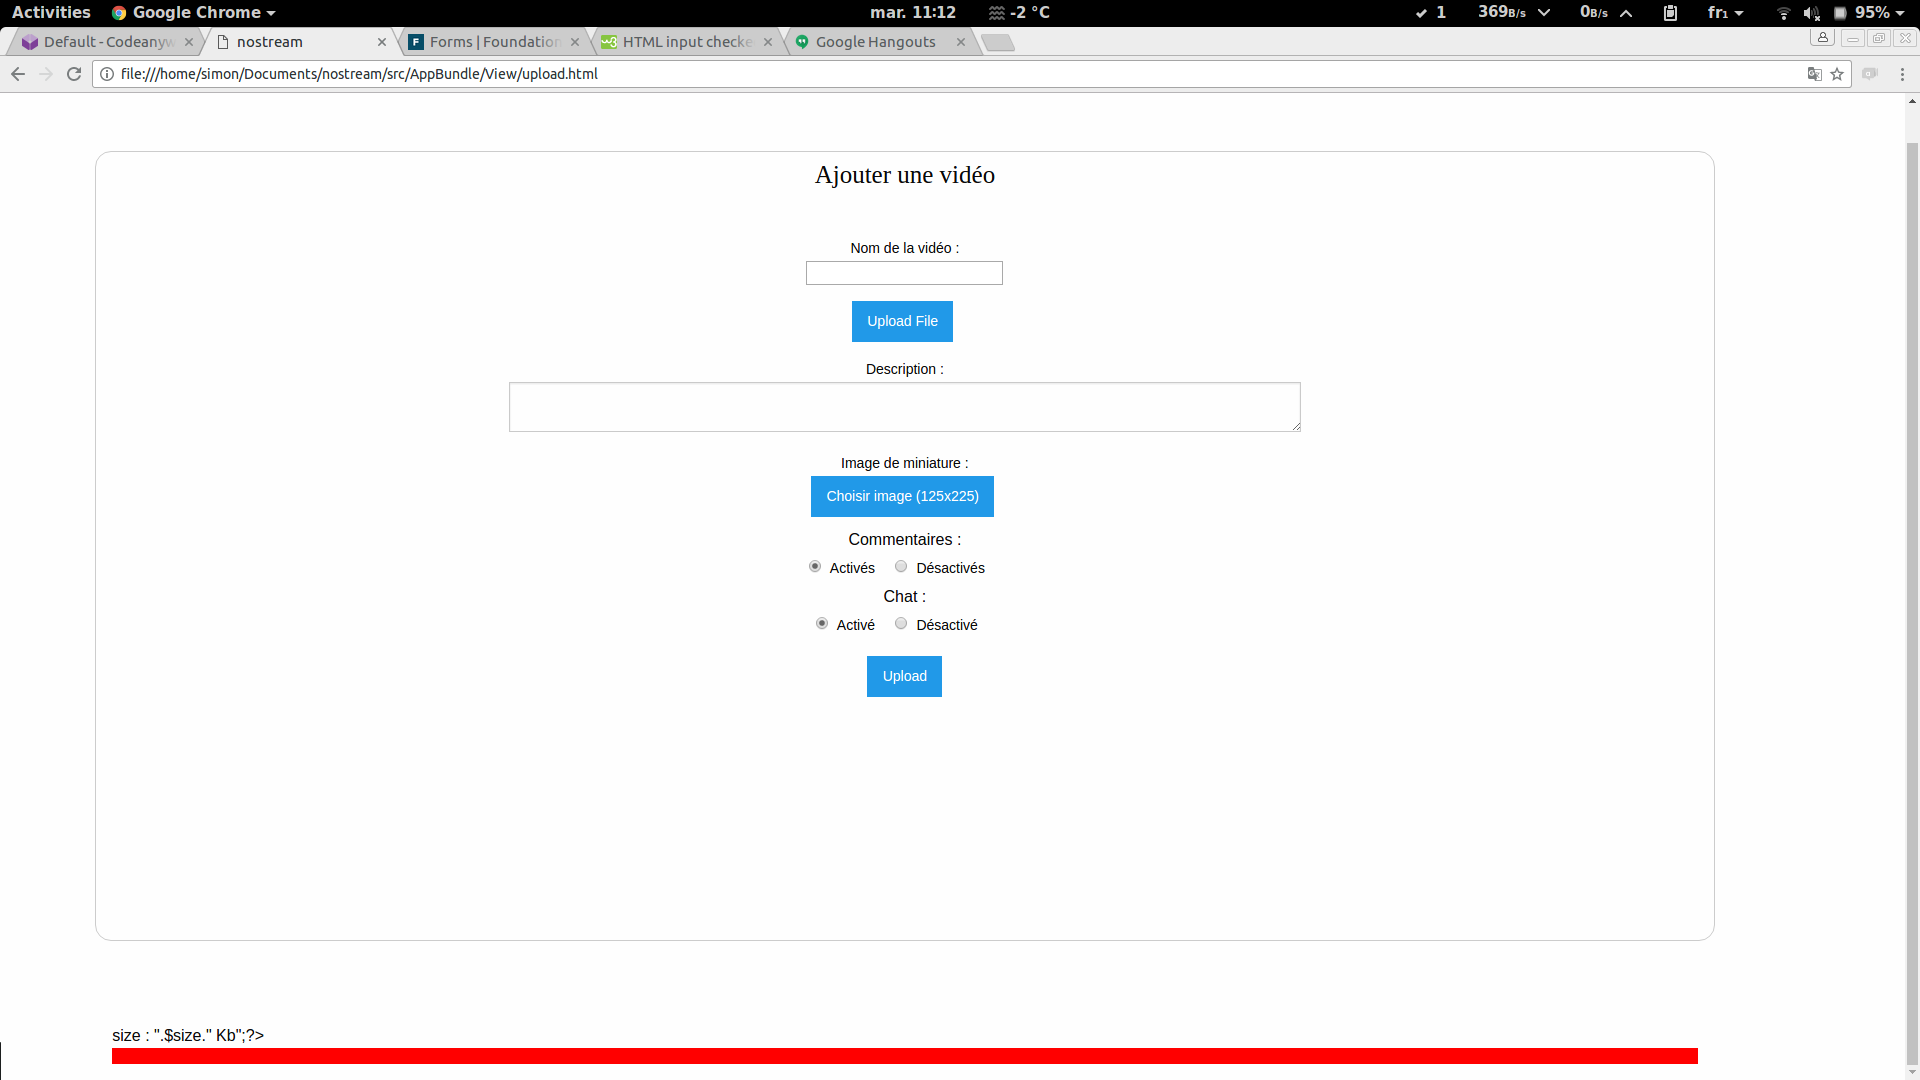 Activities Google Chrome mar. 11:12 -2 °C 1 369B/s 0B/s fr₁ 95%
Default - Codeanyw nostream Forms | Foundation HTML input checke Google Hangouts
file:///home/simon/Documents/nostream/src/AppBundle/View/upload.html
Ajouter une vidéo
Nom de la vidéo :
Upload File
Description :
Image de miniature :
Choisir image (125x225)
Commentaires :
Activés Désactivés
Chat :
Activé Désactivé
Upload
size : ".$size." Kb";?>